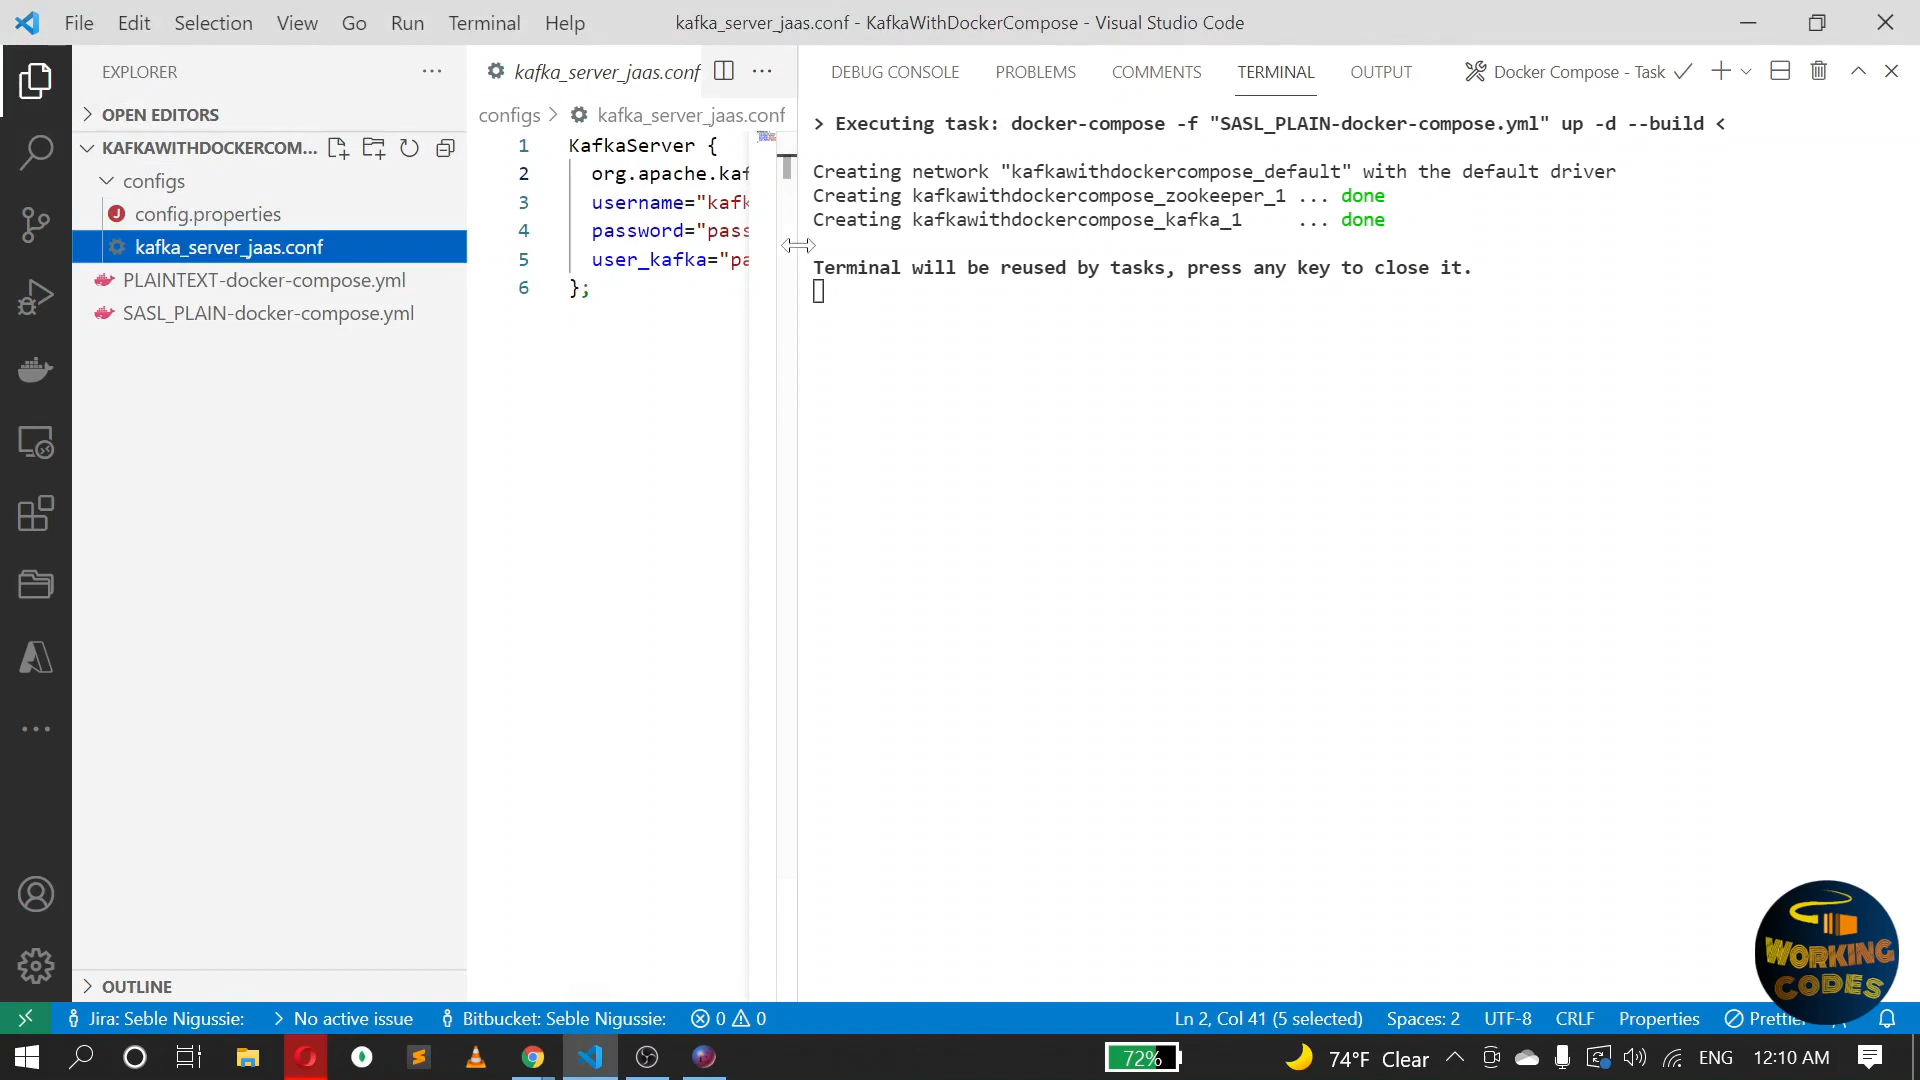 File Edit Selection View Go Run Terminal Help
kafka_server_jaas.conf - KafkaWithDockerCompose - Visual Studio Code
EXPLORER
OPEN EDITORS
KAFKAWITHDOCKERCOM...
configs
config.properties
kafka_server_jaas.conf
PLAINTEXT-docker-compose.yml
SASL_PLAIN-docker-compose.yml
OUTLINE
kafka_server_jaas.conf
configs > kafka_server_jaas.conf
1 KafkaServer {
2 org.apache.kaf
3 username="kafk
4 password="pass
5 user_kafka="pa
6 };
DEBUG CONSOLE PROBLEMS COMMENTS TERMINAL OUTPUT Docker Compose - Task
> Executing task: docker-compose -f "SASL_PLAIN-docker-compose.yml" up -d --build <
Creating network "kafkawithdockercompose_default" with the default driver
Creating kafkawithdockercompose_zookeeper_1 ... done
Creating kafkawithdockercompose_kafka_1 ... done
Terminal will be reused by tasks, press any key to close it.
WORKING
CODES
Jira: Seble Nigussie: No active issue Bitbucket: Seble Nigussie: 0 0 Ln 2, Col 41 (5 selected) Spaces: 2 UTF-8 CRLF Properties
72% 74°F Clear ENG 12:10 AM